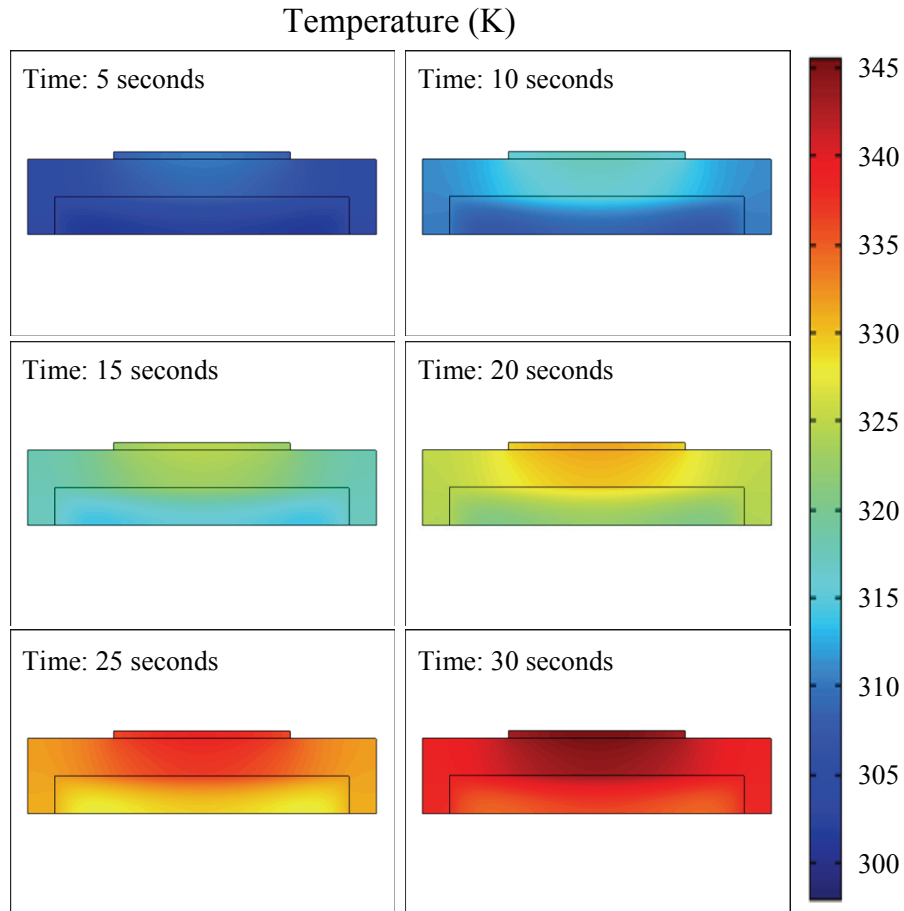 Temperature (K)
Time: 5 seconds
Time: 10 seconds
Time: 15 seconds
Time: 20 seconds
Time: 25 seconds
Time: 30 seconds
345
340
335
330
325
320
315
310
305
300